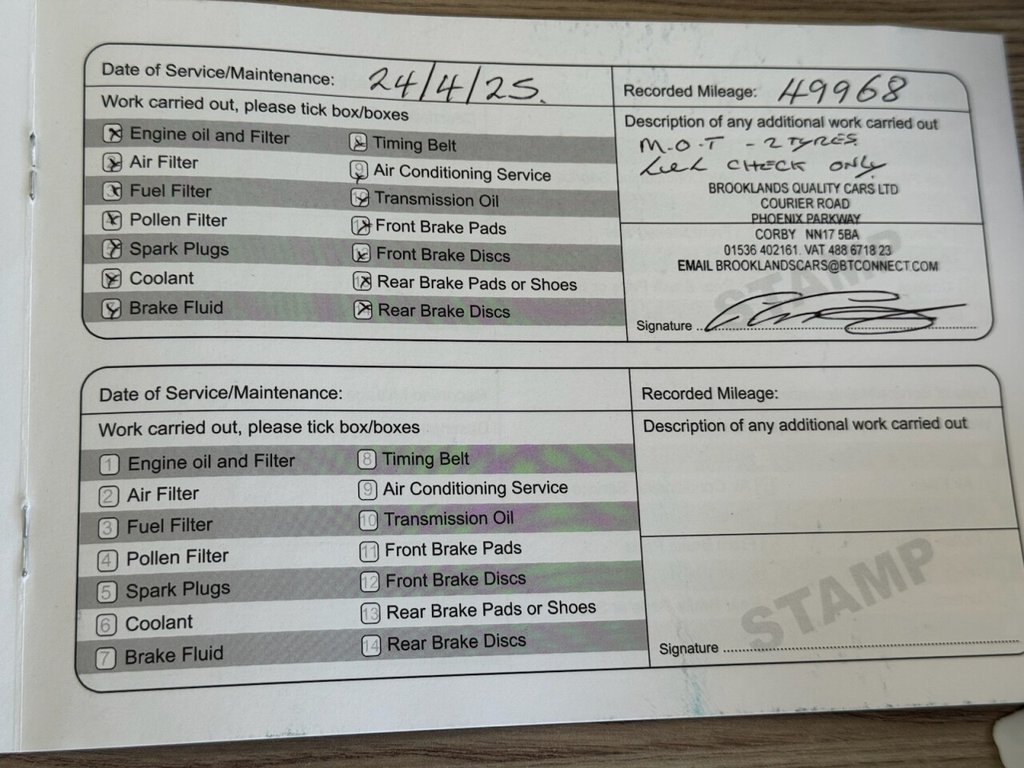 Date of Service/Maintenance: 24/4/25.
Work carried out, please tick box/boxes
Engine oil and Filter
Air Filter
Fuel Filter
Pollen Filter
Spark Plugs
Coolant
Brake Fluid
Timing Belt
9 Air Conditioning Service
Transmission Oil
Front Brake Pads
Front Brake Discs
Rear Brake Pads or Shoes
Rear Brake Discs
Recorded Mileage: 49968
Description of any additional work carried out
M.O.T - 2 TYRES.
CHECK ONLY
BROOKLANDS QUALITY CARS LTD
COURIER ROAD
PHOENIX PARKWAY
CORBY NN17 5BA
01536 402161. VAT 488 6718 23
EMAIL BROOKLANDSCARS@BTCONNECT.COM
STAMP
Signature
Date of Service/Maintenance:
Work carried out, please tick box/boxes
1 Engine oil and Filter
2 Air Filter
3 Fuel Filter
4 Pollen Filter
5 Spark Plugs
6 Coolant
7 Brake Fluid
8 Timing Belt
9 Air Conditioning Service
10 Transmission Oil
11 Front Brake Pads
12 Front Brake Discs
13 Rear Brake Pads or Shoes
14 Rear Brake Discs
Recorded Mileage:
Description of any additional work carried out
STAMP
Signature